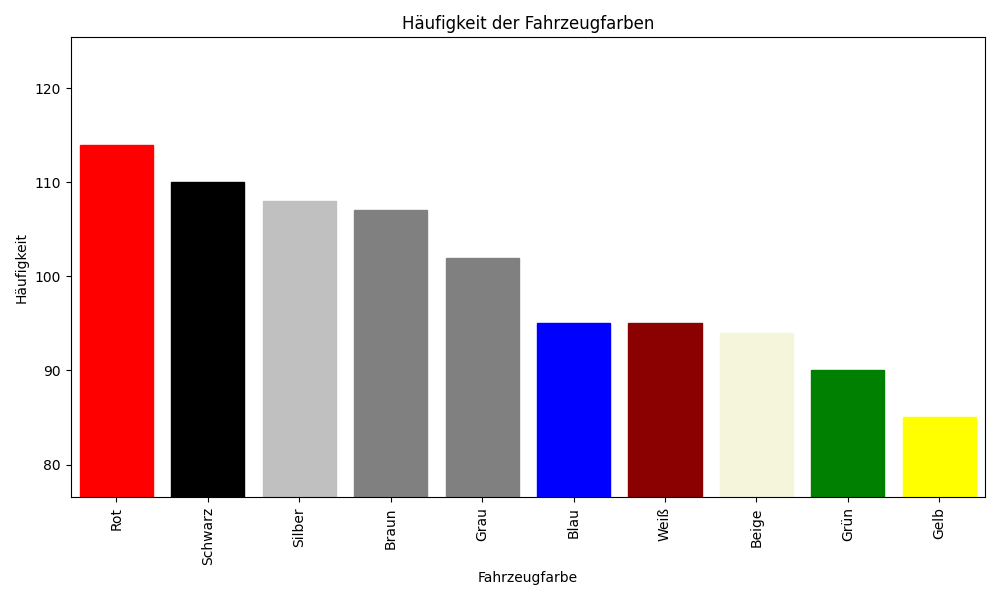 Häufigkeit der Fahrzeugfarben
Häufigkeit
120
110
100
90
80
Rot
Schwarz
Silber
Braun
Grau
Blau
Weiß
Beige
Grün
Gelb
Fahrzeugfarbe